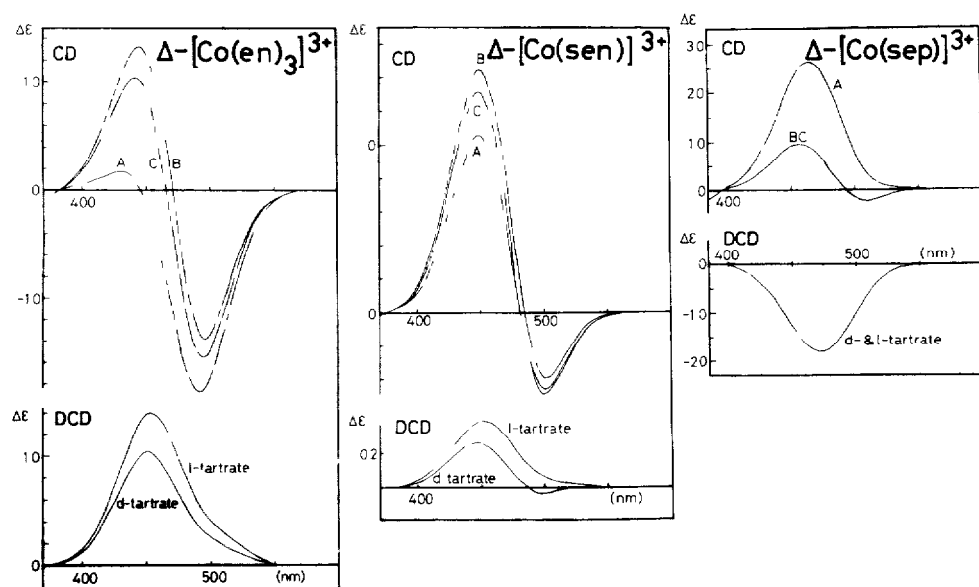 Δε
CD
Δ-[Co(en)3]3+
10
A
C
B
0
400
-10
Δε
DCD
10
l-tartrate
d-tartrate
0
400
500
(nm)
Δε
CD
Δ-[Co(sen)]3+
B
C
A
0
0
400
500
Δε
DCD
l-tartrate
0.2
d tartrate
400
500
(nm)
Δε
CD
Δ-[Co(sep)]3+
30
A
20
10
BC
0
400
Δε
DCD
400
500
(nm)
0
-10
d-&l-tartrate
-20